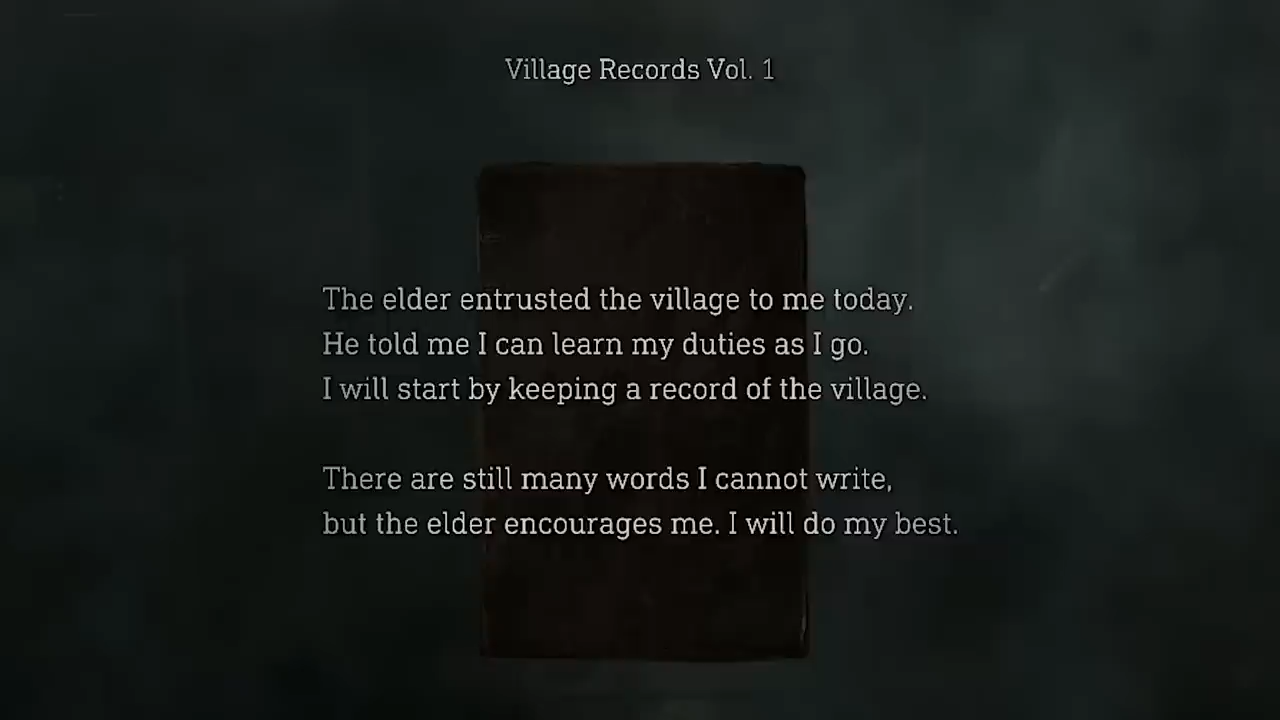 Village Records Vol. 1
The elder entrusted the village to me today.
He told me I can learn my duties as I go.
I will start by keeping a record of the village.
There are still many words I cannot write,
but the elder encourages me. I will do my best.